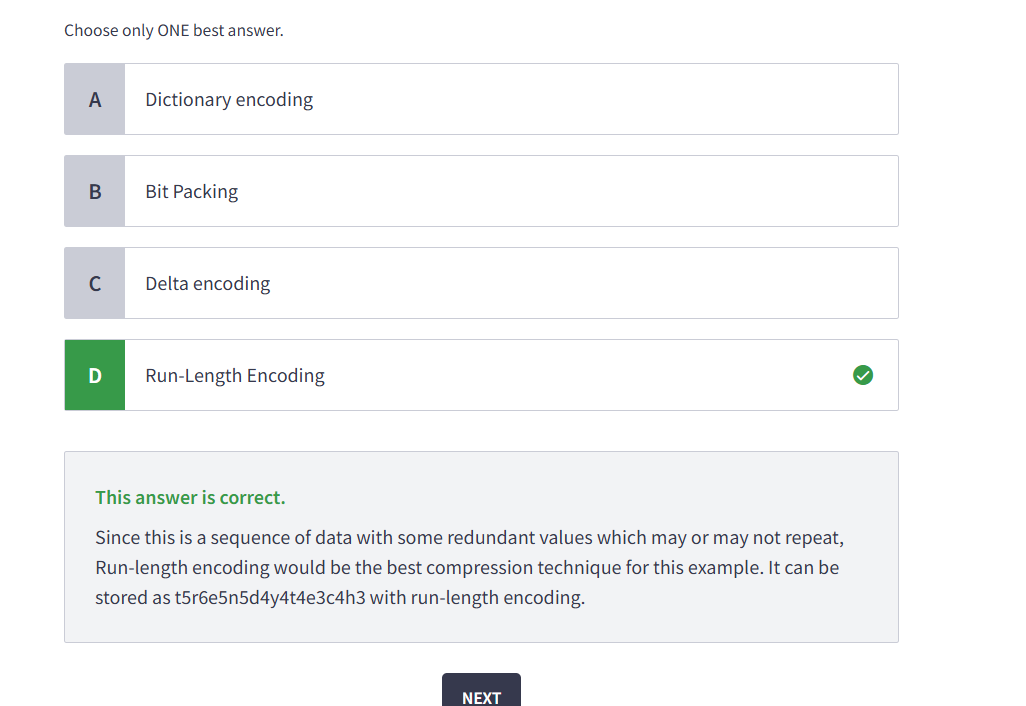 Choose only ONE best answer.
A
Dictionary encoding
B
Bit Packing
C
Delta encoding
D
Run-Length Encoding
This answer is correct.
Since this is a sequence of data with some redundant values which may or may not repeat,
Run-length encoding would be the best compression technique for this example. It can be
stored as t5r6e5n5d4y4t4e3c4h3 with run-length encoding.
NEXT